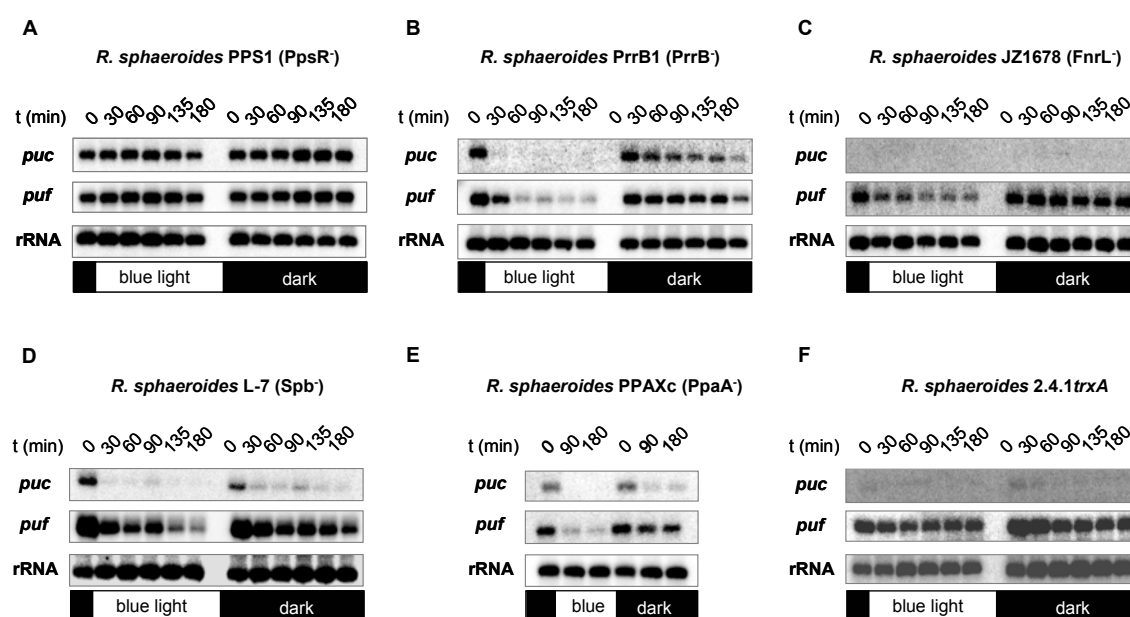 A
R. sphaeroides PPS1 (PpsR-)
t (min) 0 30 60 90 135 180 0 30 60 90 135 180
puc
puf
rRNA
blue light dark
B
R. sphaeroides PrrB1 (PrrB-)
t (min) 0 30 60 90 135 180 0 30 60 90 135 180
puc
puf
rRNA
blue light dark
C
R. sphaeroides JZ1678 (FnrL-)
t (min) 0 30 60 90 135 180 0 30 60 90 135 180
puc
puf
rRNA
blue light dark
D
R. sphaeroides L-7 (Spb-)
t (min) 0 30 60 90 135 180 0 30 60 90 135 180
puc
puf
rRNA
blue light dark
E
R. sphaeroides PPAXc (PpaA-)
t (min) 0 90 180 0 90 180
puc
puf
rRNA
blue dark
F
R. sphaeroides 2.4.1trxA
t (min) 0 30 60 90 135 180 0 30 60 90 135 180
puc
puf
rRNA
blue light dark